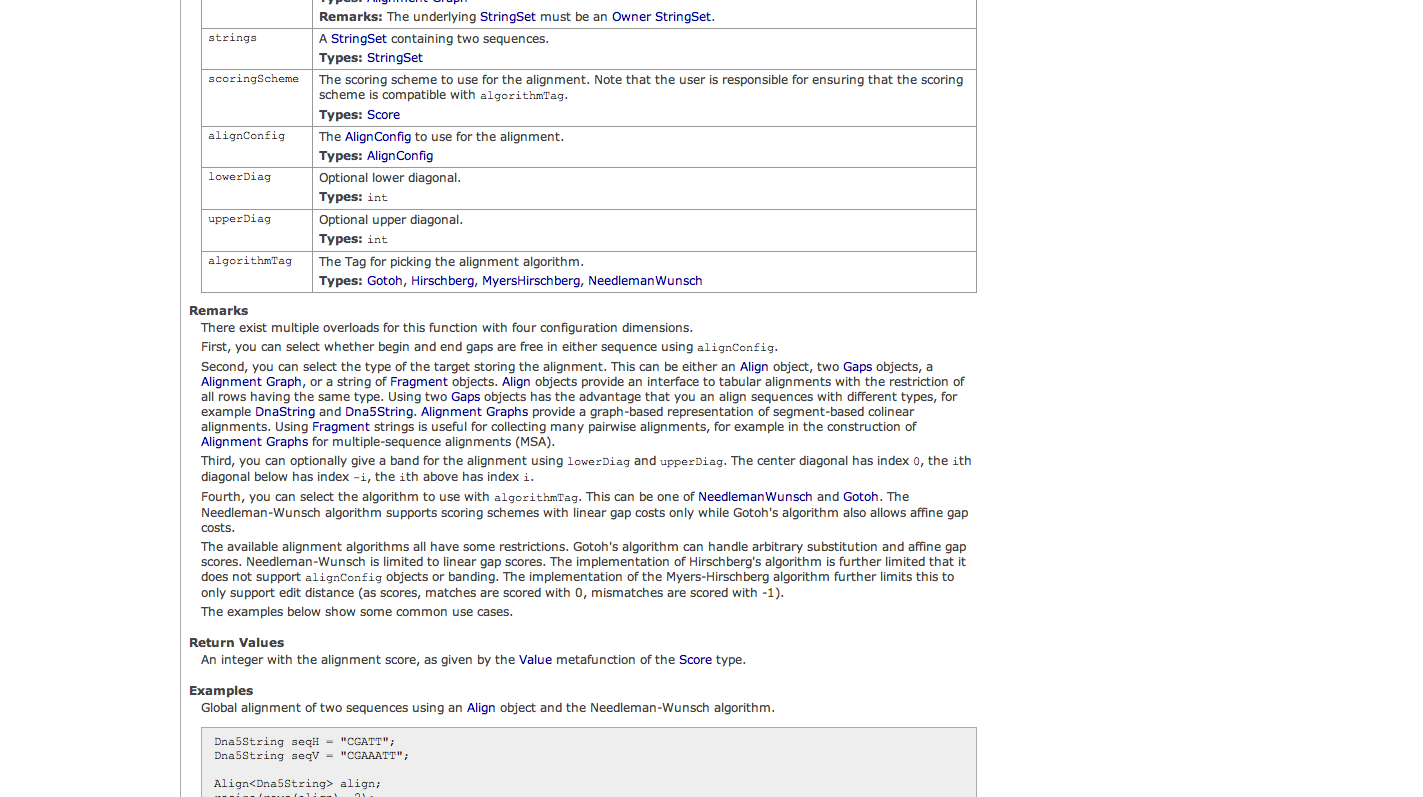 Types: Alignment Graph
Remarks: The underlying StringSet must be an Owner StringSet.
strings
A StringSet containing two sequences.
Types: StringSet
scoringScheme
The scoring scheme to use for the alignment. Note that the user is responsible for ensuring that the scoring
scheme is compatible with algorithmTag.
Types: Score
alignConfig
The AlignConfig to use for the alignment.
Types: AlignConfig
lowerDiag
Optional lower diagonal.
Types: int
upperDiag
Optional upper diagonal.
Types: int
algorithmTag
The Tag for picking the alignment algorithm.
Types: Gotoh, Hirschberg, MyersHirschberg, NeedlemanWunsch
Remarks
There exist multiple overloads for this function with four configuration dimensions.
First, you can select whether begin and end gaps are free in either sequence using alignConfig.
Second, you can select the type of the target storing the alignment. This can be either an Align object, two Gaps objects, a
Alignment Graph, or a string of Fragment objects. Align objects provide an interface to tabular alignments with the restriction of
all rows having the same type. Using two Gaps objects has the advantage that you an align sequences with different types, for
example DnaString and Dna5String. Alignment Graphs provide a graph-based representation of segment-based colinear
alignments. Using Fragment strings is useful for collecting many pairwise alignments, for example in the construction of
Alignment Graphs for multiple-sequence alignments (MSA).
Third, you can optionally give a band for the alignment using lowerDiag and upperDiag. The center diagonal has index 0, the ith
diagonal below has index -i, the ith above has index i.
Fourth, you can select the algorithm to use with algorithmTag. This can be one of NeedlemanWunsch and Gotoh. The
Needleman-Wunsch algorithm supports scoring schemes with linear gap costs only while Gotoh's algorithm also allows affine gap
costs.
The available alignment algorithms all have some restrictions. Gotoh's algorithm can handle arbitrary substitution and affine gap
scores. Needleman-Wunsch is limited to linear gap scores. The implementation of Hirschberg's algorithm is further limited that it
does not support alignConfig objects or banding. The implementation of the Myers-Hirschberg algorithm further limits this to
only support edit distance (as scores, matches are scored with 0, mismatches are scored with -1).
The examples below show some common use cases.
Return Values
An integer with the alignment score, as given by the Value metafunction of the Score type.
Examples
Global alignment of two sequences using an Align object and the Needleman-Wunsch algorithm.
Dna5String seqH = "CGATT";
Dna5String seqV = "CGAAATT";
Align<Dna5String> align;